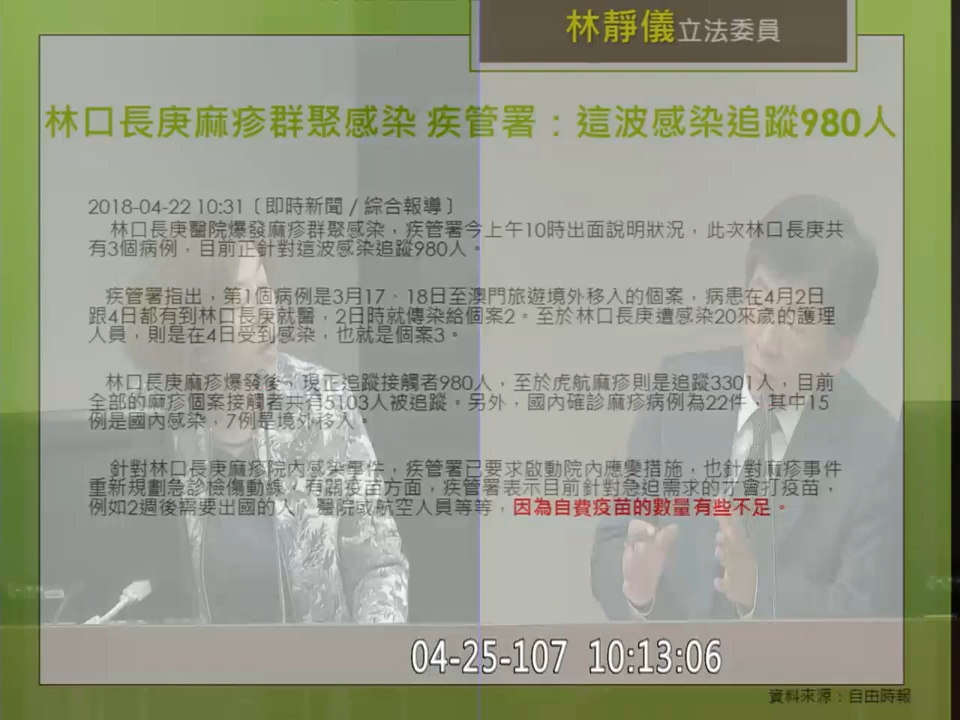 林靜儀立法委員
林口長庚麻疹群聚感染 疾管署：這波感染追蹤980人
2018-04-22 10:31〔即時新聞／綜合報導〕
林口長庚醫院爆發麻疹群聚感染，疾管署今上午10時出面說明狀況，此次林口長庚共
有3個病例，目前正針對這波感染追蹤980人。
疾管署指出，第1個病例是3月17、18日至澳門旅遊境外移入的個案，病患在4月2日
跟4日都有到林口長庚就醫，2日時就傳染給個案2。至於林口長庚遭感染20來歲的護理
人員，則是在4日受到感染，也就是個案3。
林口長庚麻疹爆發後，現正追蹤接觸者980人，至於虎航麻疹則是追蹤3301人，目前
全部的麻疹個案接觸者共有5103人被追蹤。另外，國內確診麻疹病例為22件，其中15
例是國內感染，7例是境外移入。
針對林口長庚麻疹院內感染事件，疾管署已要求啟動院內應變措施，也針對麻疹事件
重新規劃急診檢傷動線，有關疫苗方面，疾管署表示目前針對急迫需求的才會打疫苗，
例如2週後需要出國的人、醫院或航空人員等等，因為自費疫苗的數量有些不足。
04-25-107 10:13:06
資料來源：自由時報